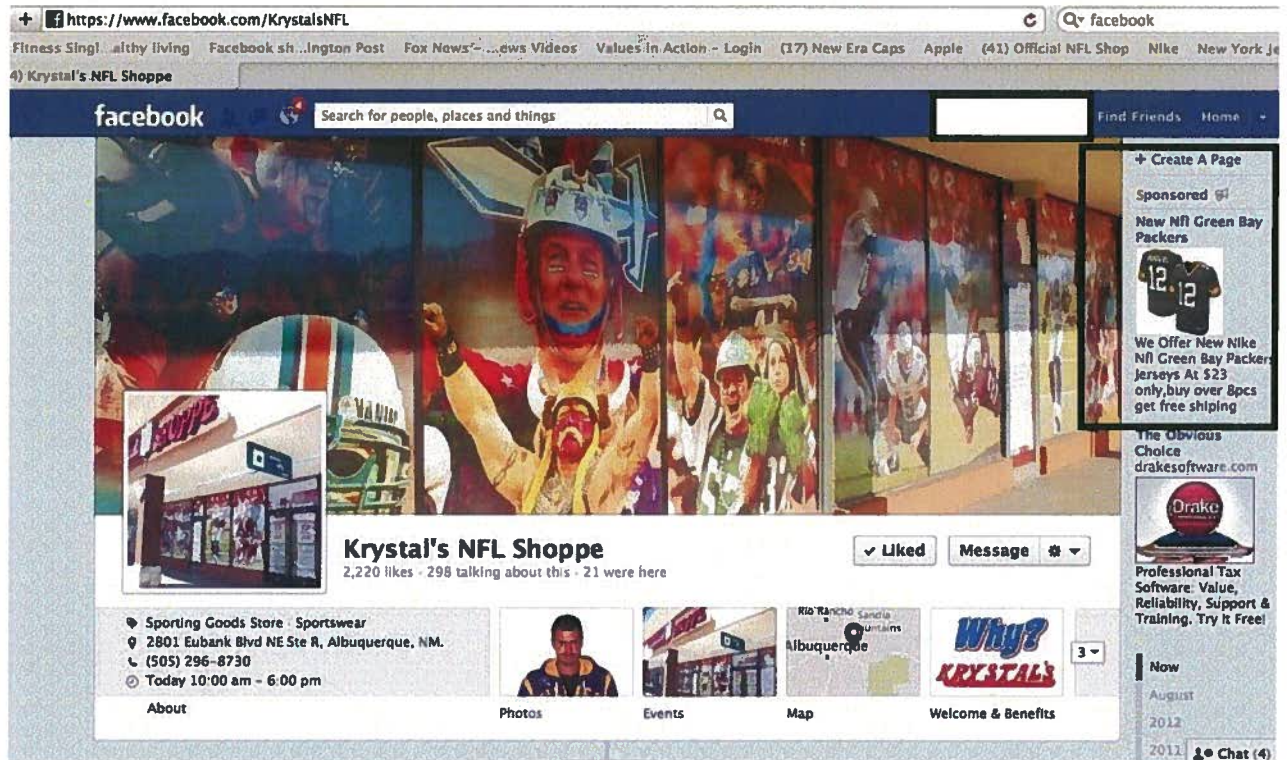 https://www.facebook.com/KrystalsNFL
facebook
Fitness Singl...althy living Facebook sh...ington Post Fox News - ...ews Videos Values in Action - Login (17) New Era Caps Apple (41) Official NFL Shop Nike New York Je
4) Krystal's NFL Shoppe
facebook
4
Search for people, places and things
Find Friends Home
+ Create A Page
Sponsored
New Nfl Green Bay
Packers
12 12
We Offer New Nike
Nfl Green Bay Packers
Jerseys At $23
only,buy over 8pcs
get free shiping
The Obvious
Choice
drakesoftware.com
Drake
Professional Tax
Software: Value,
Reliability, Support &
Training, Try It Free!
Krystal's NFL Shoppe
2,220 likes · 298 talking about this · 21 were here
✓ Liked
Message
Sporting Goods Store · Sportswear
2801 Eubank Blvd NE Ste R, Albuquerque, NM.
(505) 296-8730
Today 10:00 am - 6:00 pm
About
Photos
Events
Rio Rancho Sandia
Mountains
Albuquerque
Map
Why?
KRYSTAL'S
Welcome & Benefits
3
Now
August
2012
2011
Chat (4)